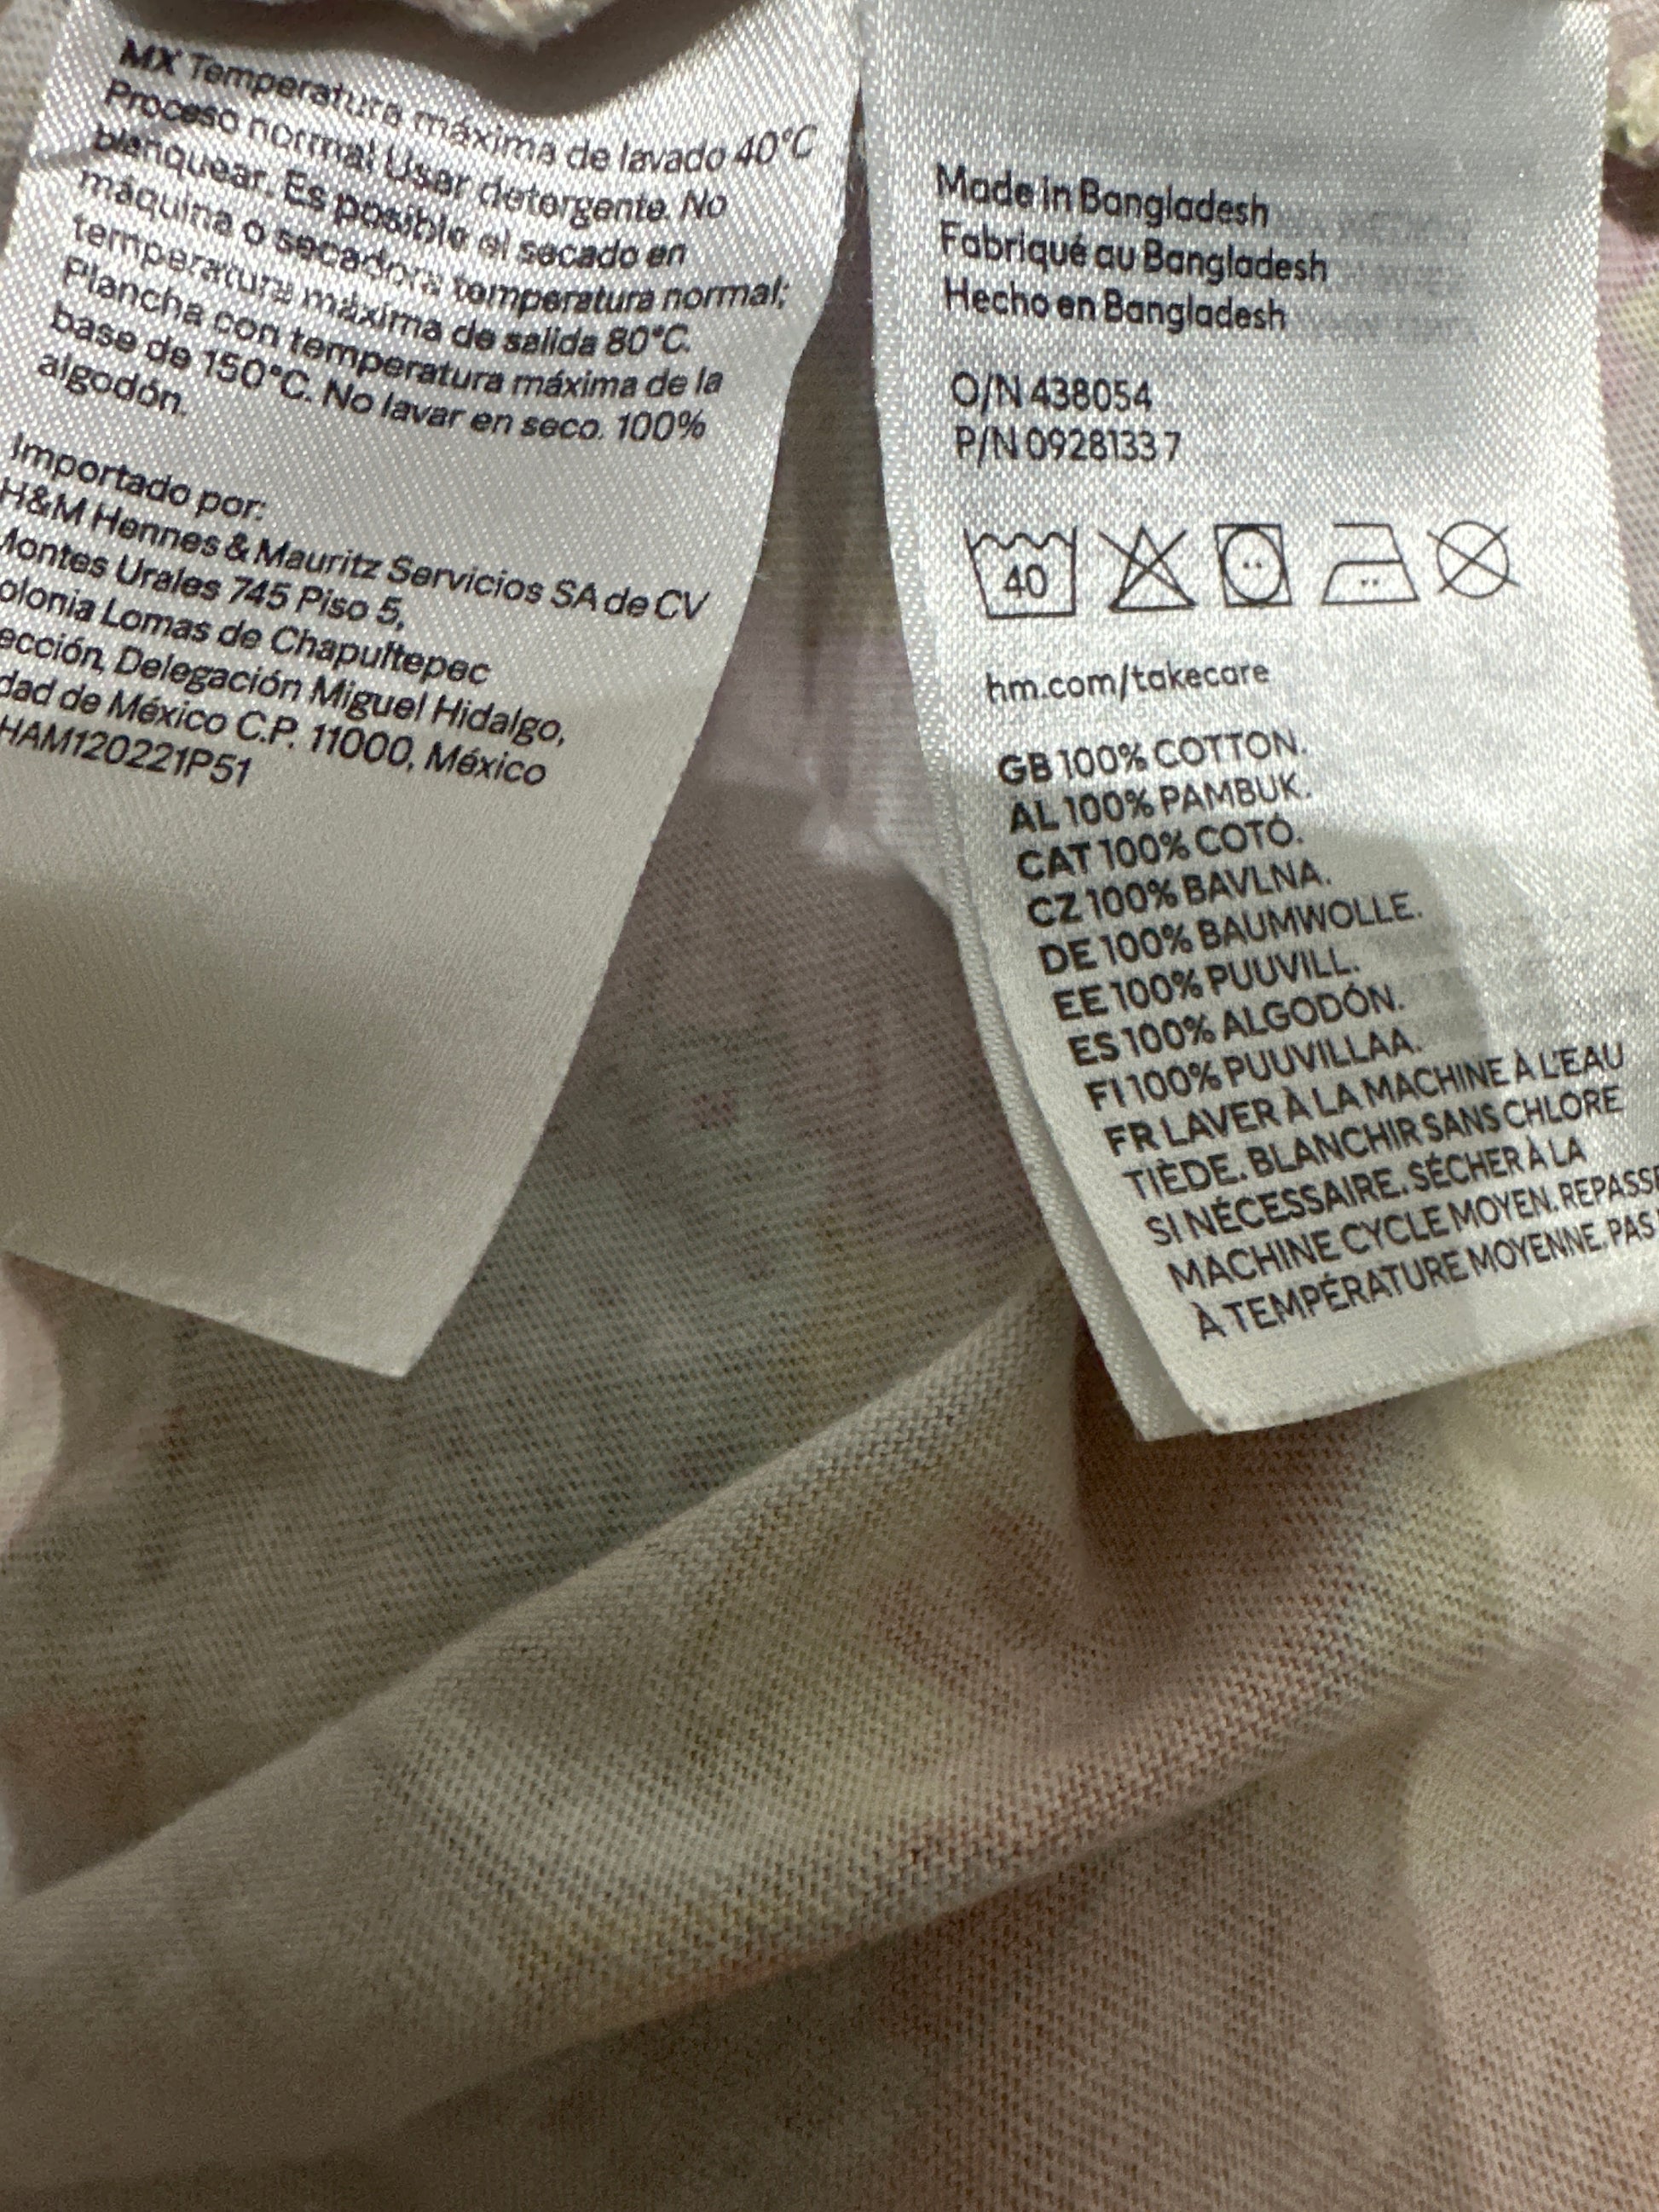 MX Temperatura máxima de lavado 40°C
Proceso normal Usar detergente. No
blanquear. Es posible el secado en
máquina o secadora temperatura normal;
temperatura máxima de salida 80°C.
Plancha con temperatura máxima de la
base de 150°C. No lavar en seco. 100%
algodón.
Importado por:
H&M Hennes & Mauritz Servicios SA de CV
Montes Urales 745 Piso 5,
olonia Lomas de Chapultepec
ección, Delegación Miguel Hidalgo,
dad de México C.P. 11000, México
HAM120221P51
Made in Bangladesh
Fabriqué au Bangladesh
Hecho en Bangladesh
O/N 438054
P/N 0928133 7
40
hm.com/takecare
GB 100% COTTON.
AL 100% PAMBUK.
CAT 100% COTÓ.
CZ 100% BAVLNA.
DE 100% BAUMWOLLE.
EE 100% PUUVILL.
ES 100% ALGODÓN.
FI 100% PUUVILLAA.
FR LAVER À LA MACHINE À L'EAU
TIÈDE. BLANCHIR SANS CHLORE
SI NÉCESSAIRE. SÉCHER À LA
MACHINE CYCLE MOYEN. REPASSE
À TEMPÉRATURE MOYENNE. PAS